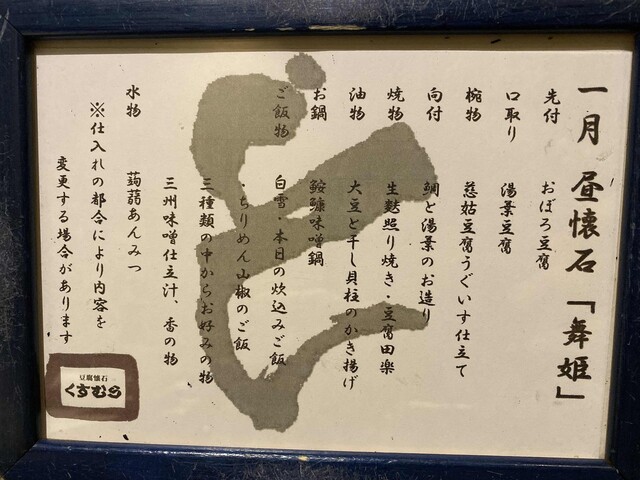 一月 昼懐石「舞姫」
先付 おぼろ豆腐
口取り 湯葉豆腐
椀物 慈姑豆腐うぐいす仕立て
向付 鯛と湯葉のお造り
焼物 生麩照り焼き・豆腐田楽
油物 大豆と干し貝柱のかき揚げ
お鍋 鮟鱇味噌鍋
ご飯物 白雪・本日の炊込みご飯
・ちりめん山椒のご飯
三種類の中からお好みの物
三州味噌仕立汁、香の物
水物 蒟蒻あんみつ
※仕入れの都合により内容を
変更する場合があります
豆腐懐石
くすむら